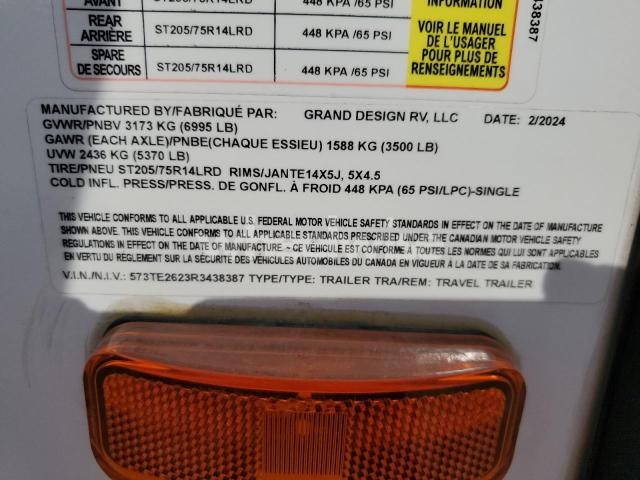 AVANT ST205/75R14LRD 448 KPA /65 PSI
INFORMATION
REAR
ARRIÈRE ST205/75R14LRD 448 KPA /65 PSI
VOIR LE MANUEL
DE L'USAGER
POUR PLUS DE
RENSEIGNEMENTS
SPARE
DE SECOURS ST205/75R14LRD 448 KPA /65 PSI
438387
MANUFACTURED BY/FABRIQUÉ PAR: GRAND DESIGN RV, LLC DATE: 2/2024
GVWR/PNBV 3173 KG (6995 LB)
GAWR (EACH AXLE)/PNBE(CHAQUE ESSIEU) 1588 KG (3500 LB)
UVW 2436 KG (5370 LB)
TIRE/PNEU ST205/75R14LRD RIMS/JANTE14X5J, 5X4.5
COLD INFL. PRESS/PRESS. DE GONFL. À FROID 448 KPA (65 PSI/LPC)-SINGLE
THIS VEHICLE CONFORMS TO ALL APPLICABLE U.S. FEDERAL MOTOR VEHICLE SAFETY STANDARDS IN EFFECT ON THE DATE OF MANUFACTURE
SHOWN ABOVE. THIS VEHICLE CONFORMS TO ALL APPLICABLE STANDARDS PRESCRIBED UNDER THE CANADIAN MOTOR VEHICLE SAFETY
REGULATIONS IN EFFECT ON THE DATE OF MANUFACTURE. ~ CE VÉHICULE EST CONFORME À TOUTES LES NORMES QUI LUI SONT APPLICABLES
EN VERTU DU RÈGLEMENT SUR LA SÉCURITÉ DES VÉHICULES AUTOMOBILES DU CANADA EN VIGUEUR À LA DATE DE SA FABRICATION.
V.I.N./N.I.V.: 573TE2623R3438387 TYPE/TYPE: TRAILER TRA/REM: TRAVEL TRAILER